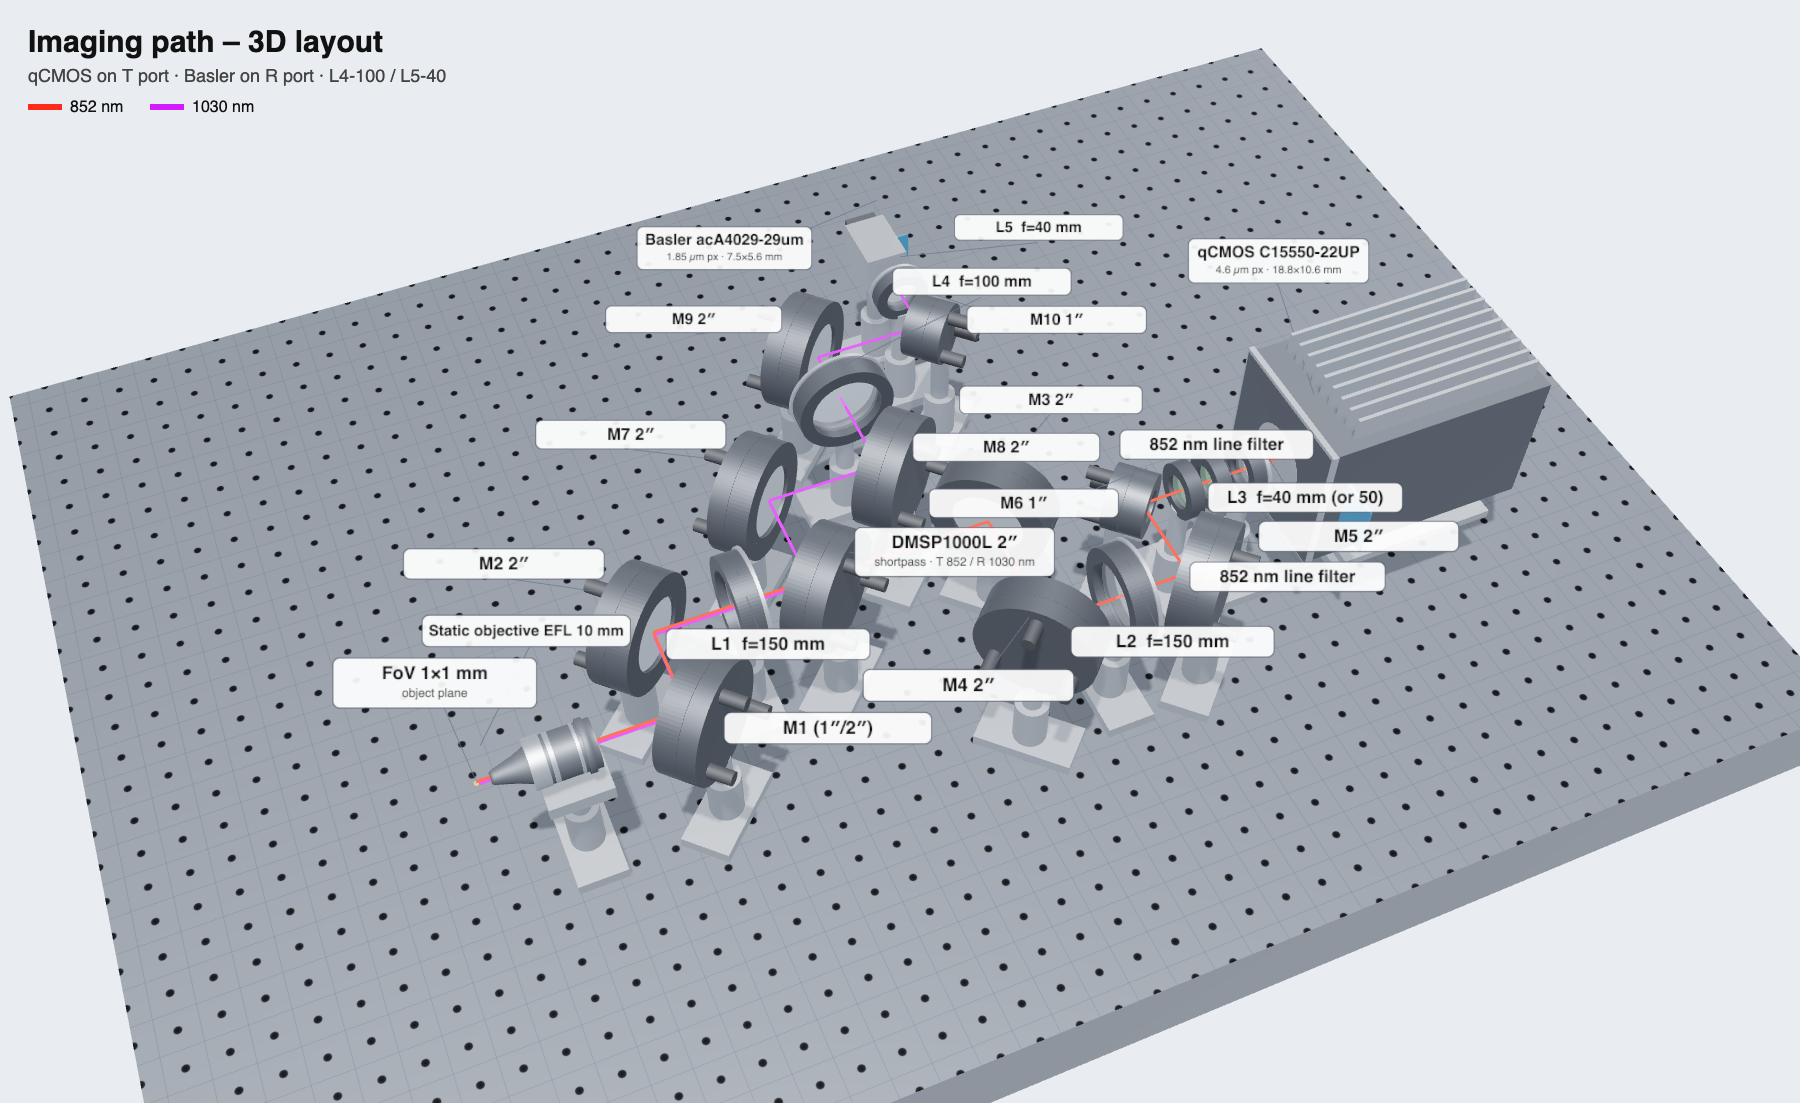 Imaging path – 3D layout
qCMOS on T port · Basler on R port · L4-100 / L5-40
852 nm
1030 nm
Basler acA4029-29um
1.85 µm px · 7.5×5.6 mm
L5 f=40 mm
qCMOS C15550-22UP
4.6 µm px · 18.8×10.6 mm
L4 f=100 mm
M9 2″
M10 1″
M3 2″
M7 2″
M8 2″
852 nm line filter
M6 1″
L3 f=40 mm (or 50)
DMSP1000L 2″
shortpass · T 852 / R 1030 nm
M5 2″
M2 2″
852 nm line filter
Static objective EFL 10 mm
L1 f=150 mm
L2 f=150 mm
FoV 1×1 mm
object plane
M4 2″
M1 (1″/2″)